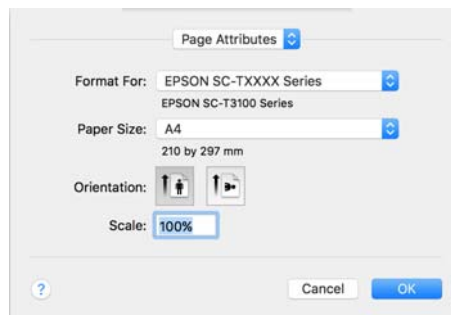 Page Attributes
Format For: EPSON SC-TXXXX Series
EPSON SC-T3100 Series
Paper Size: A4
210 by 297 mm
Orientation:
Scale: 100%
? Cancel OK